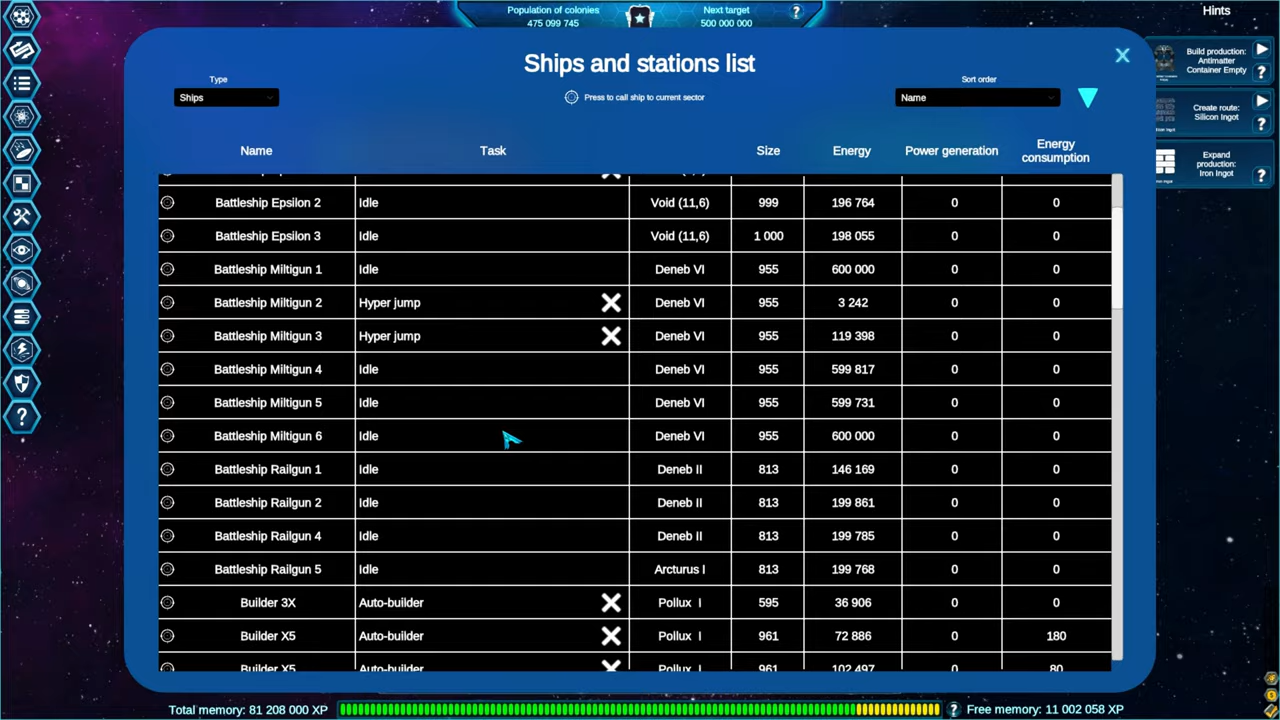 Population of colonies
475 099 745
Next target
500 000 000
?
Hints
Build production:
Antimatter
Container Empty
?
Create route:
Silicon Ingot
?
Expand
production:
Iron Ingot
?
Ships and stations list
X
Type
Ships
Press to call ship to current sector
Sort order
Name
Name Task Size Energy Power generation Energy consumption
Battleship Epsilon 2 Idle Void (11,6) 999 196 764 0 0
Battleship Epsilon 3 Idle Void (11,6) 1 000 198 055 0 0
Battleship Miltigun 1 Idle Deneb VI 955 600 000 0 0
Battleship Miltigun 2 Hyper jump Deneb VI 955 3 242 0 0
Battleship Miltigun 3 Hyper jump Deneb VI 955 119 398 0 0
Battleship Miltigun 4 Idle Deneb VI 955 599 817 0 0
Battleship Miltigun 5 Idle Deneb VI 955 599 731 0 0
Battleship Miltigun 6 Idle Deneb VI 955 600 000 0 0
Battleship Railgun 1 Idle Deneb II 813 146 169 0 0
Battleship Railgun 2 Idle Deneb II 813 199 861 0 0
Battleship Railgun 4 Idle Deneb II 813 199 785 0 0
Battleship Railgun 5 Idle Arcturus I 813 199 768 0 0
Builder 3X Auto-builder Pollux I 595 36 906 0 0
Builder X5 Auto-builder Pollux I 961 72 886 0 180
Builder X5 Auto-builder Pollux I 961 102 497 0 80
?
Total memory: 81 208 000 XP
?
Free memory: 11 002 058 XP